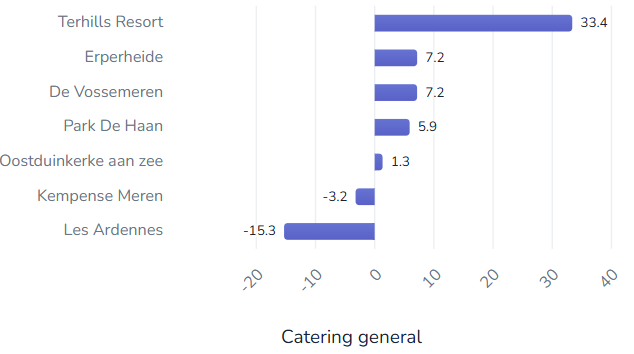 Terhills Resort 33.4
Erperheide 7.2
De Vossemeren 7.2
Park De Haan 5.9
Oostduinkerke aan zee 1.3
Kempense Meren -3.2
Les Ardennes -15.3
-20 -10 0 10 20 30 40
Catering general